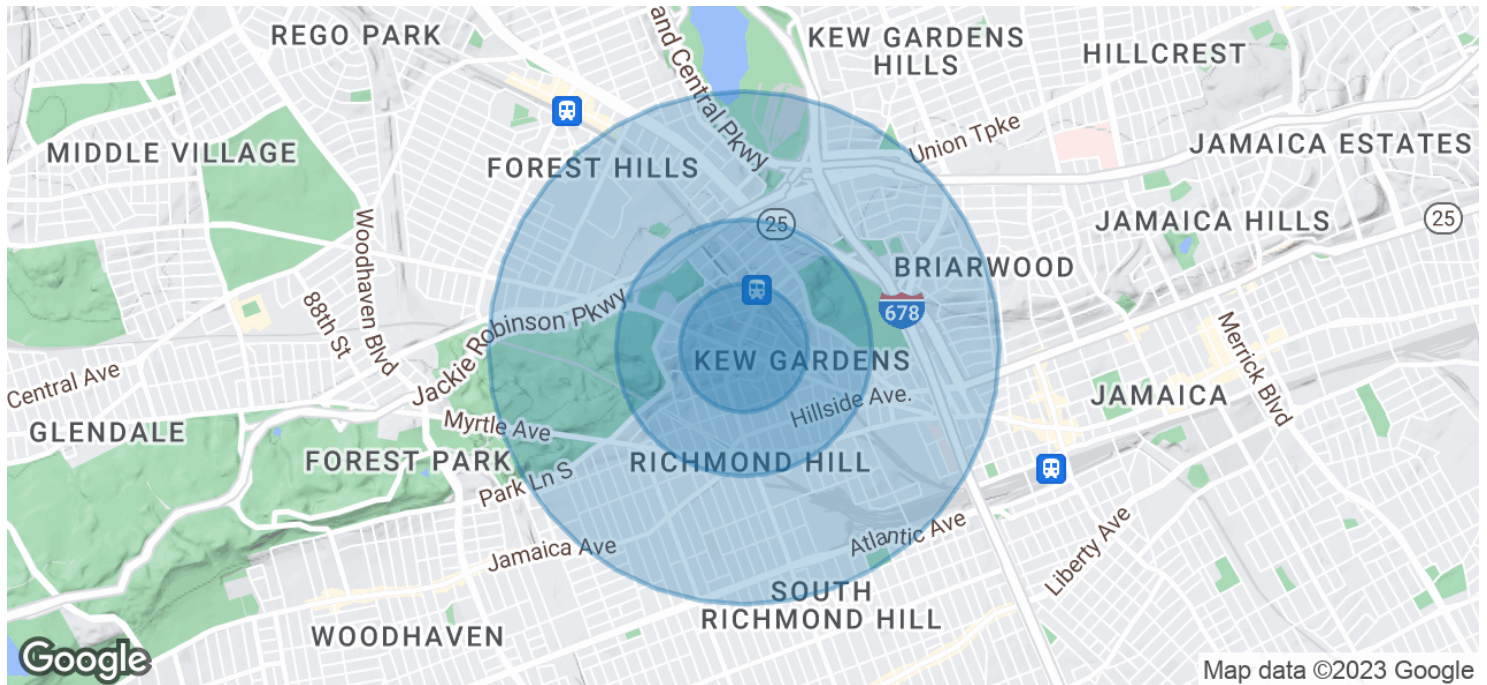 REGO PARK
and Central Pkwy
KEW GARDENS
HILLS
HILLCREST
MIDDLE VILLAGE
FOREST HILLS
Union Tpke
JAMAICA ESTATES
Woodhaven Blvd
25
JAMAICA HILLS
25
BRIARWOOD
88th St
Jackie Robinson Pkwy
678
Merrick Blvd
KEW GARDENS
Central Ave
Hillside Ave.
JAMAICA
GLENDALE
Myrtle Ave
FOREST PARK
RICHMOND HILL
Park Ln S
Jamaica Ave
Atlantic Ave
Liberty Ave
SOUTH
RICHMOND HILL
WOODHAVEN
Google
Map data ©2023 Google